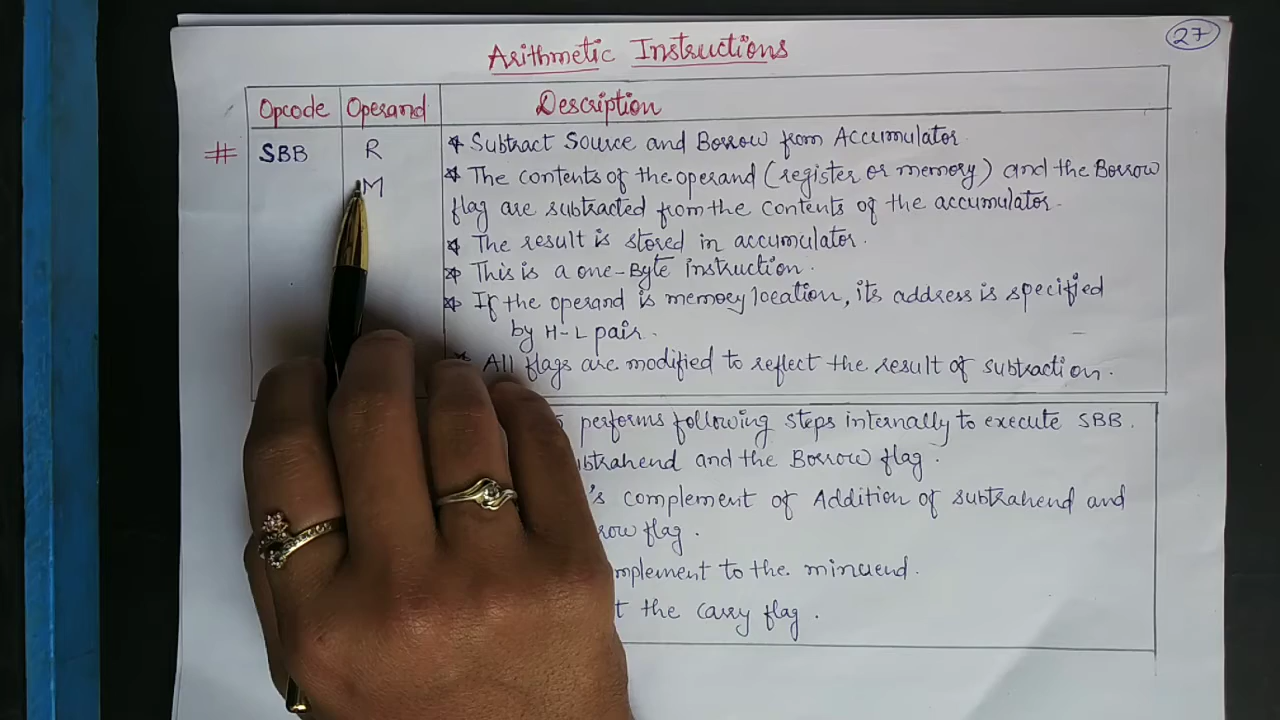 27
Arithmetic Instructions
Opcode Operand Description
# SBB R * Subtract Source and Borrow from Accumulator.
M * The contents of the operand (register or memory) and the Borrow
flag are subtracted from the contents of the accumulator.
* The result is stored in accumulator.
* This is a one-Byte instruction.
* If the operand is memory location, its address is specified
by H-L pair.
* All flags are modified to reflect the result of subtraction.
performs following steps internally to execute SBB.
and the Borrow flag.
's complement of Addition of subtrahend and
flag.
to the minuend.
the carry flag.